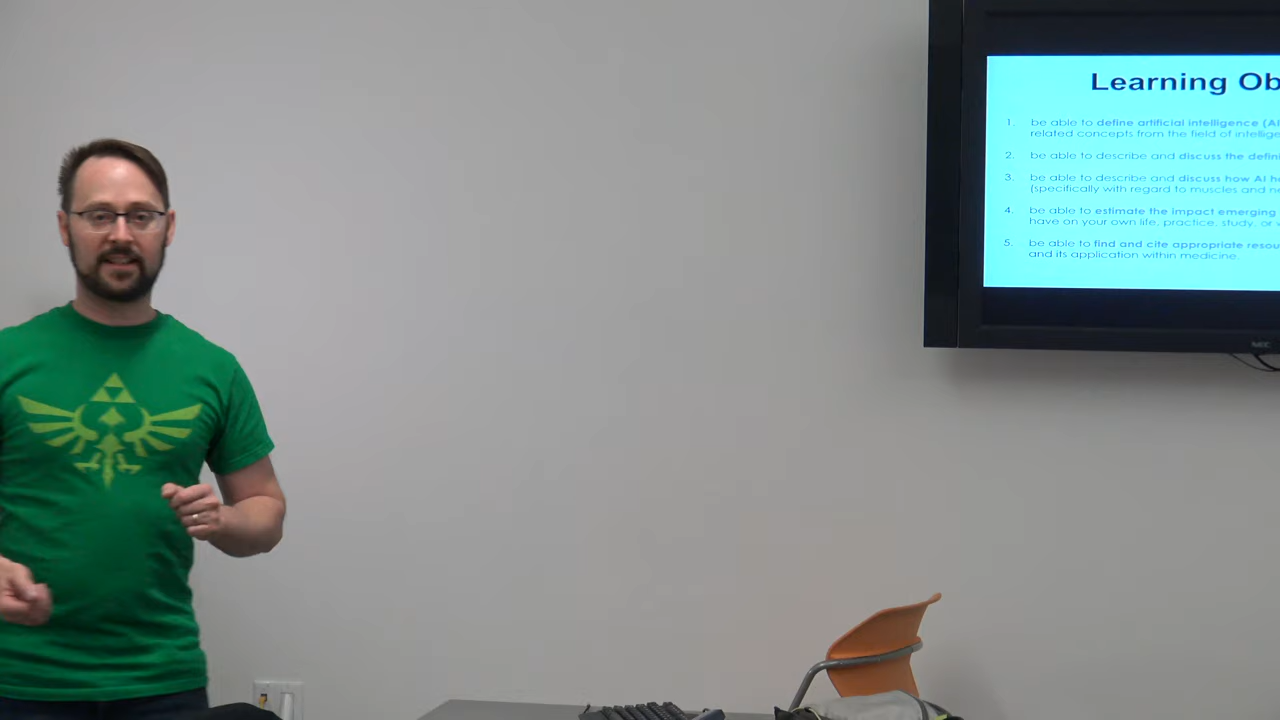 Learning Ob
1. be able to define artificial intelligence (AI
related concepts from the field of intellige
2. be able to describe and discuss the defini
3. be able to describe and discuss how AI ha
(specifically with regard to muscles and ne
4. be able to estimate the impact emerging
have on your own life, practice, study, or w
5. be able to find and cite appropriate resou
and its application within medicine.
NEC